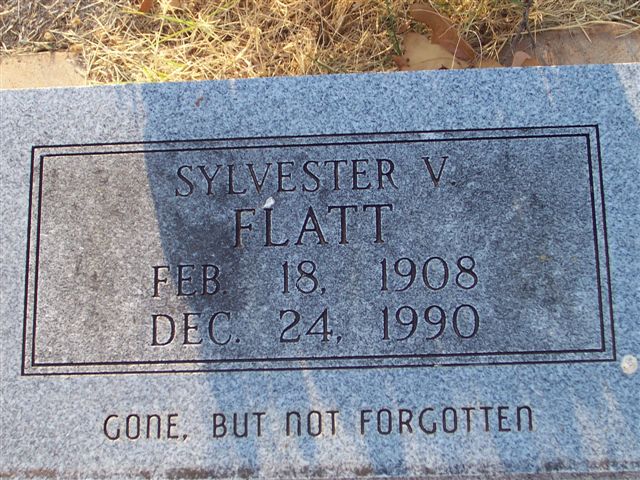 SYLVESTER V.
FLATT
FEB. 18, 1908
DEC. 24, 1990
GONE, BUT NOT FORGOTTEN